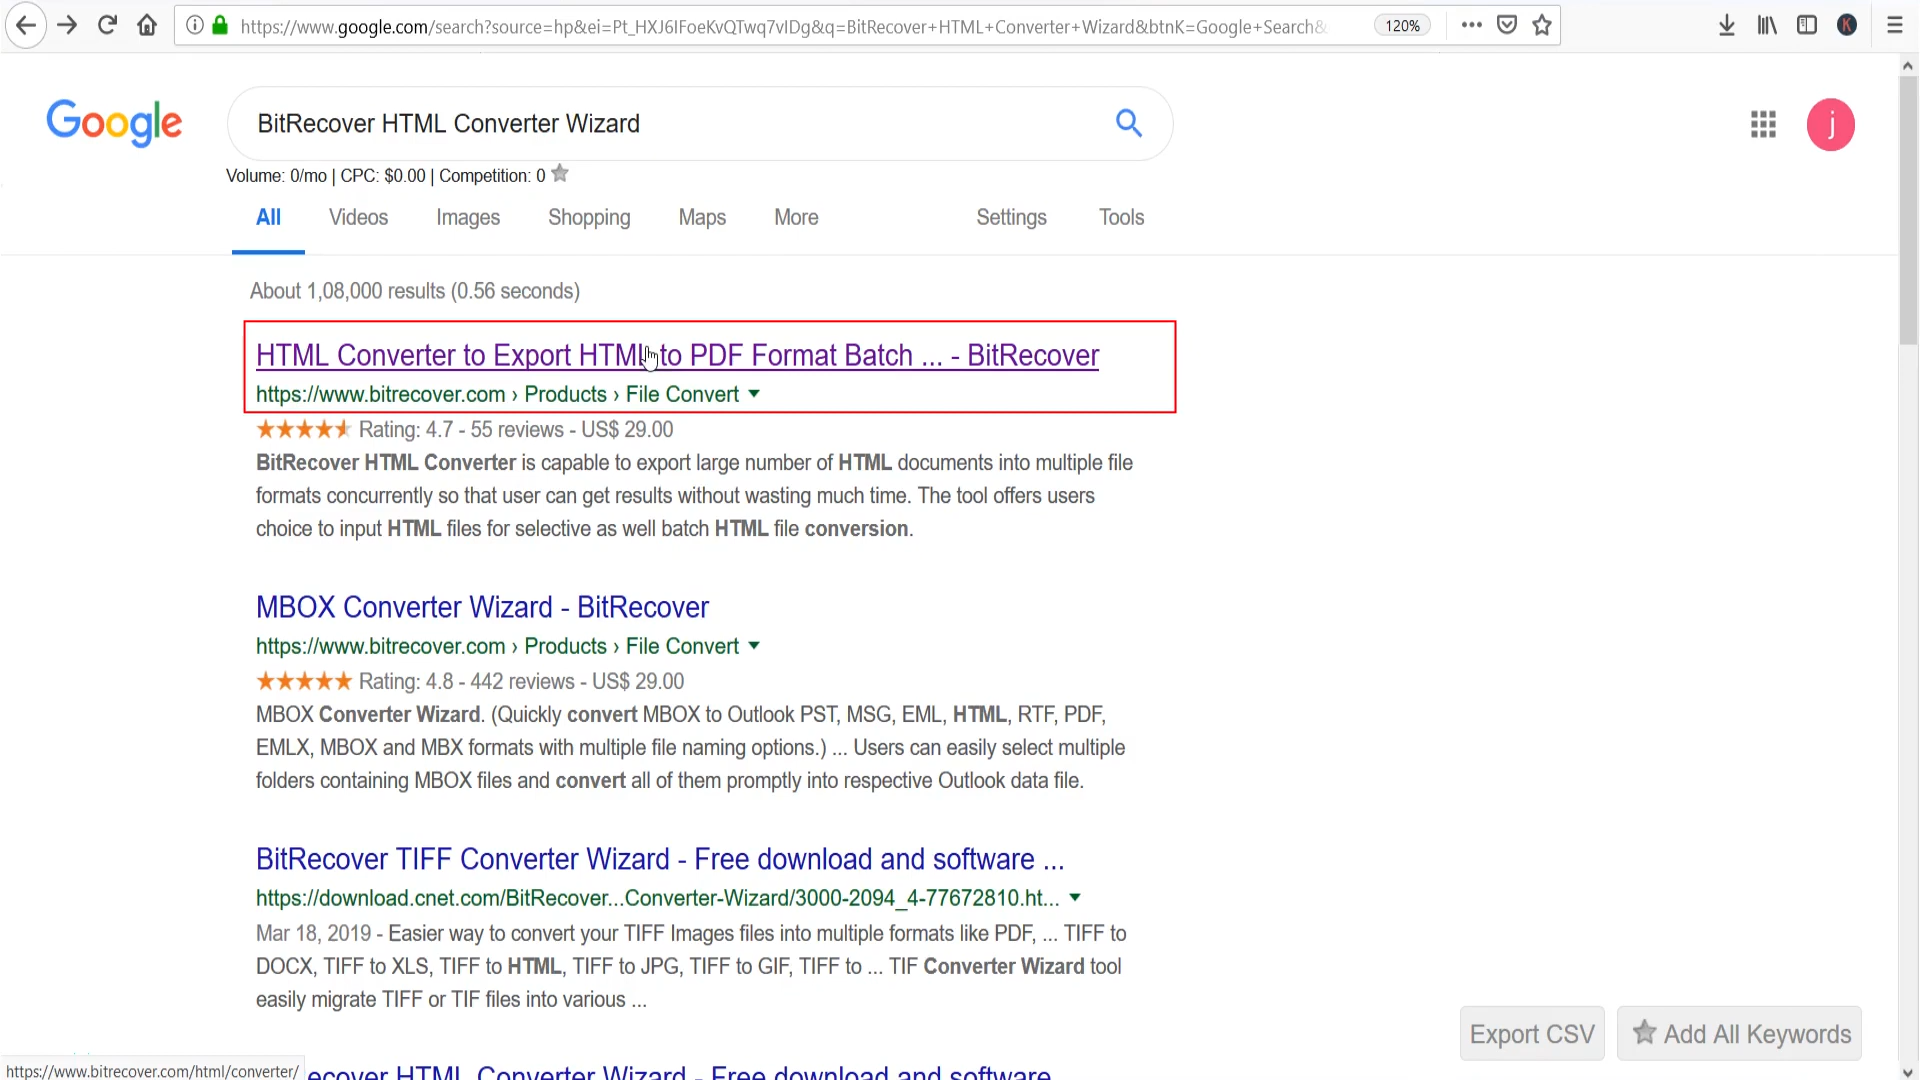 https://www.google.com/search?source=hp&ei=Pt_HXJ6IFoeKvQTwq7vIDg&q=BitRecover+HTML+Converter+Wizard&btnK=Google+Search&
120%
K
Google
BitRecover HTML Converter Wizard
j
Volume: 0/mo | CPC: $0.00 | Competition: 0
All Videos Images Shopping Maps More Settings Tools
About 1,08,000 results (0.56 seconds)
HTML Converter to Export HTML to PDF Format Batch ... - BitRecover
https://www.bitrecover.com › Products › File Convert
Rating: 4.7 - 55 reviews - US$ 29.00
BitRecover HTML Converter is capable to export large number of HTML documents into multiple file
formats concurrently so that user can get results without wasting much time. The tool offers users
choice to input HTML files for selective as well batch HTML file conversion.
MBOX Converter Wizard - BitRecover
https://www.bitrecover.com › Products › File Convert
Rating: 4.8 - 442 reviews - US$ 29.00
MBOX Converter Wizard. (Quickly convert MBOX to Outlook PST, MSG, EML, HTML, RTF, PDF,
EMLX, MBOX and MBX formats with multiple file naming options.) ... Users can easily select multiple
folders containing MBOX files and convert all of them promptly into respective Outlook data file.
BitRecover TIFF Converter Wizard - Free download and software ...
https://download.cnet.com/BitRecover...Converter-Wizard/3000-2094_4-77672810.ht...
Mar 18, 2019 - Easier way to convert your TIFF Images files into multiple formats like PDF, ... TIFF to
DOCX, TIFF to XLS, TIFF to HTML, TIFF to JPG, TIFF to GIF, TIFF to ... TIF Converter Wizard tool
easily migrate TIFF or TIF files into various ...
Export CSV
Add All Keywords
https://www.bitrecover.com/html/converter/
ecover HTML Converter Wizard - Free download and software